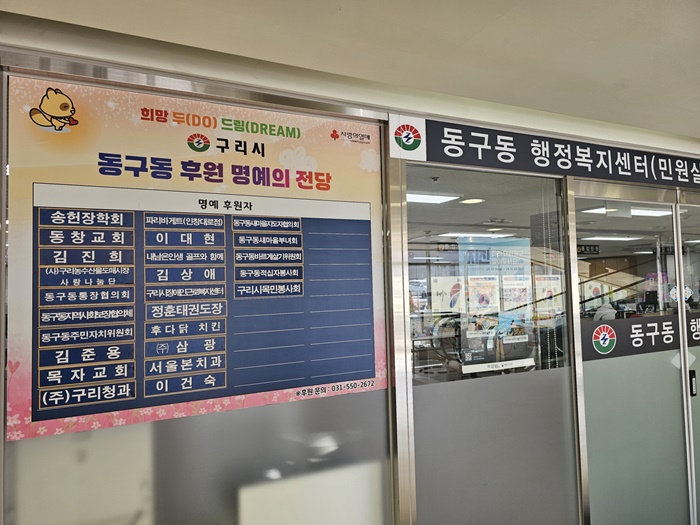 희망 두(DO) 드림(DREAM)
사랑의열매
구리시
동구동 후원 명예의 전당
명예 후원자
송헌장학회
동창교회
김진희
(사)구리농수산물도매시장
사랑나눔단
동구동통장협의회
동구동지역사회보장협의체
동구동주민자치위원회
김준용
목자교회
(주)구리청과
파리바게트(인창대로점)
이대현
내남은인생 골프와 함께
김상애
구리시장애인근로복지센터
정훈태권도장
후다닭 치킨
㈜삼광
서울본치과
이건숙
동구동새마을지도자협의회
동구동새마을부녀회
동구동바르게살기위원회
동구동적십자봉사회
구리시목민봉사회
※후원 문의 : 031-550-2672
동구동 행정복지센터(민원실
동구동